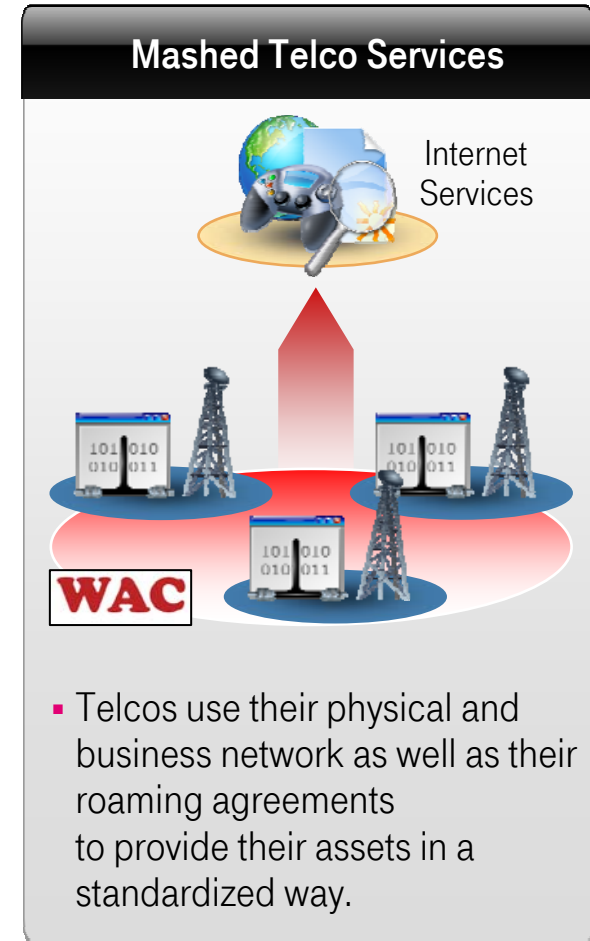 Mashed Telco Services
Internet
Services
101 010
010 011
101 010
010 011
101 010
010 011
WAC
▪ Telcos use their physical and
business network as well as their
roaming agreements
to provide their assets in a
standardized way.